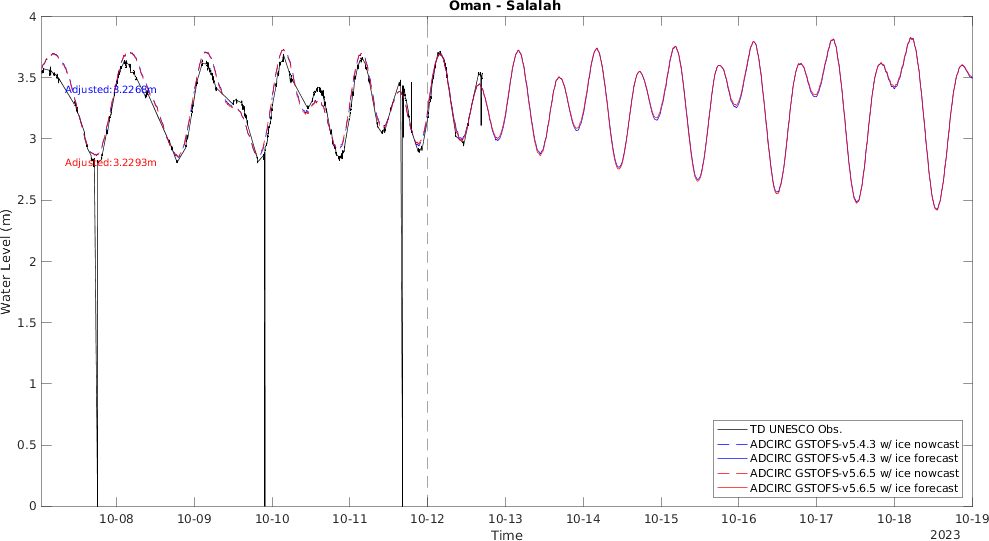 Oman - Salalah
4
3.5
3
2.5
2
1.5
1
0.5
0
Water Level (m)
Adjusted:3.2268m
Adjusted:3.2293m
TD UNESCO Obs.
ADCIRC GSTOFS-v5.4.3 w/ ice nowcast
ADCIRC GSTOFS-v5.4.3 w/ ice forecast
ADCIRC GSTOFS-v5.6.5 w/ ice nowcast
ADCIRC GSTOFS-v5.6.5 w/ ice forecast
10-08 10-09 10-10 10-11 10-12 10-13 10-14 10-15 10-16 10-17 10-18 10-19
Time
2023